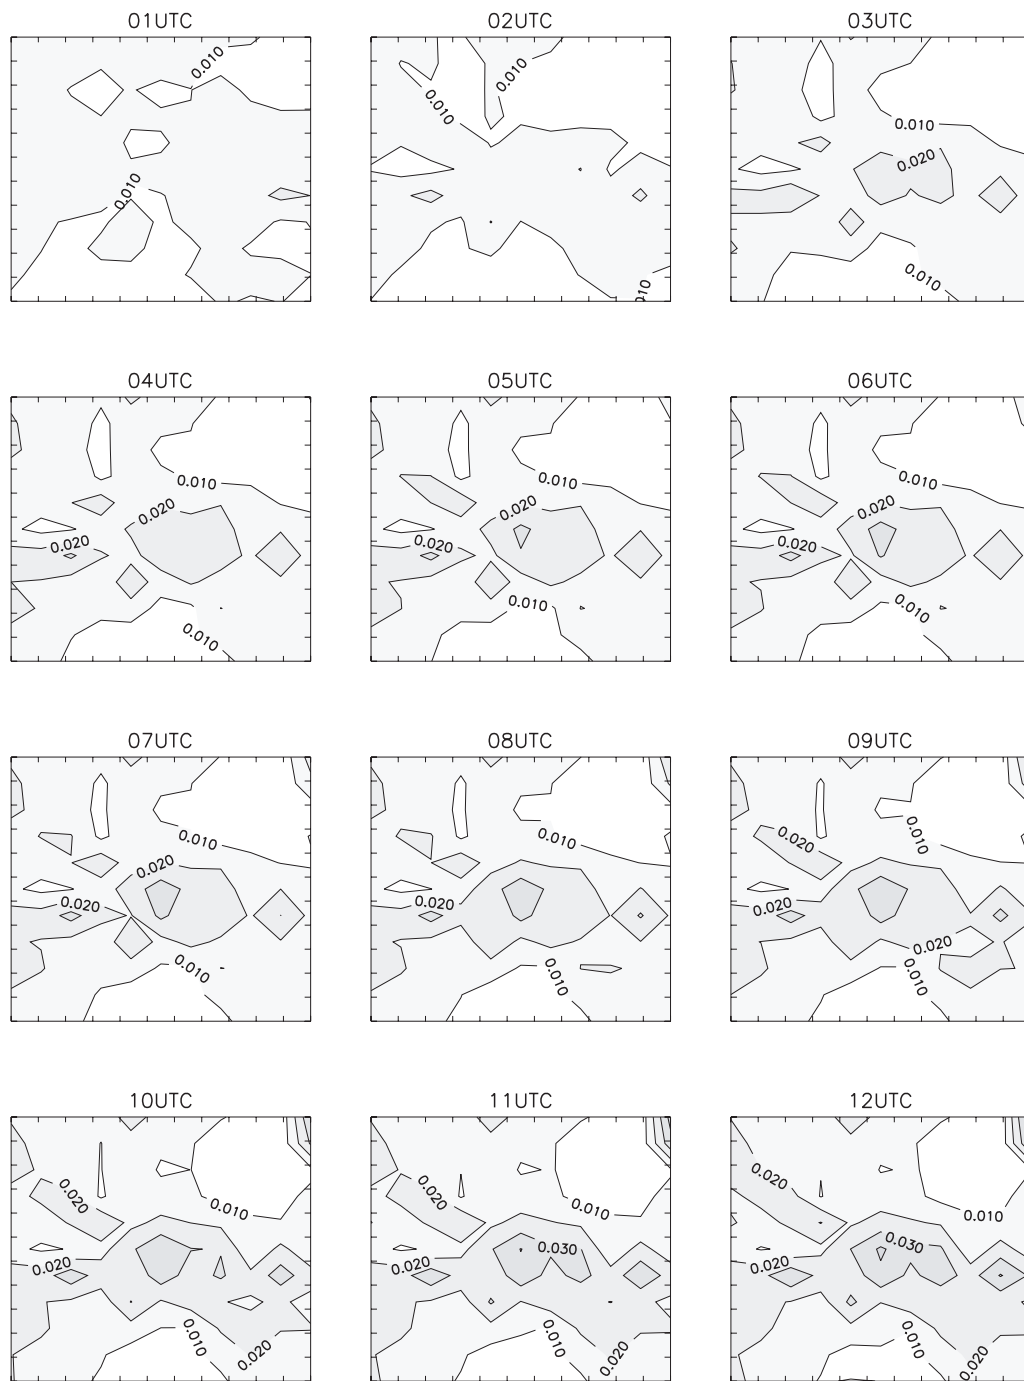 01UTC 02UTC 03UTC
0.010 0.010 0.010
0.010 0.010 0.020
010 0.010
04UTC 05UTC 06UTC
0.010 0.010 0.010
0.020 0.020 0.020
0.020 0.020 0.020
0.010 0.010 0.010
07UTC 08UTC 09UTC
0.010 0.010 0.010
0.020 0.020
0.020 0.020 0.020
0.020
0.010 0.010 0.010
10UTC 11UTC 12UTC
0.020 0.020 0.020
0.010 0.010 0.010
0.030 0.030
0.020 0.020 0.020
0.010 0.010 0.010
0.020 0.020 0.020